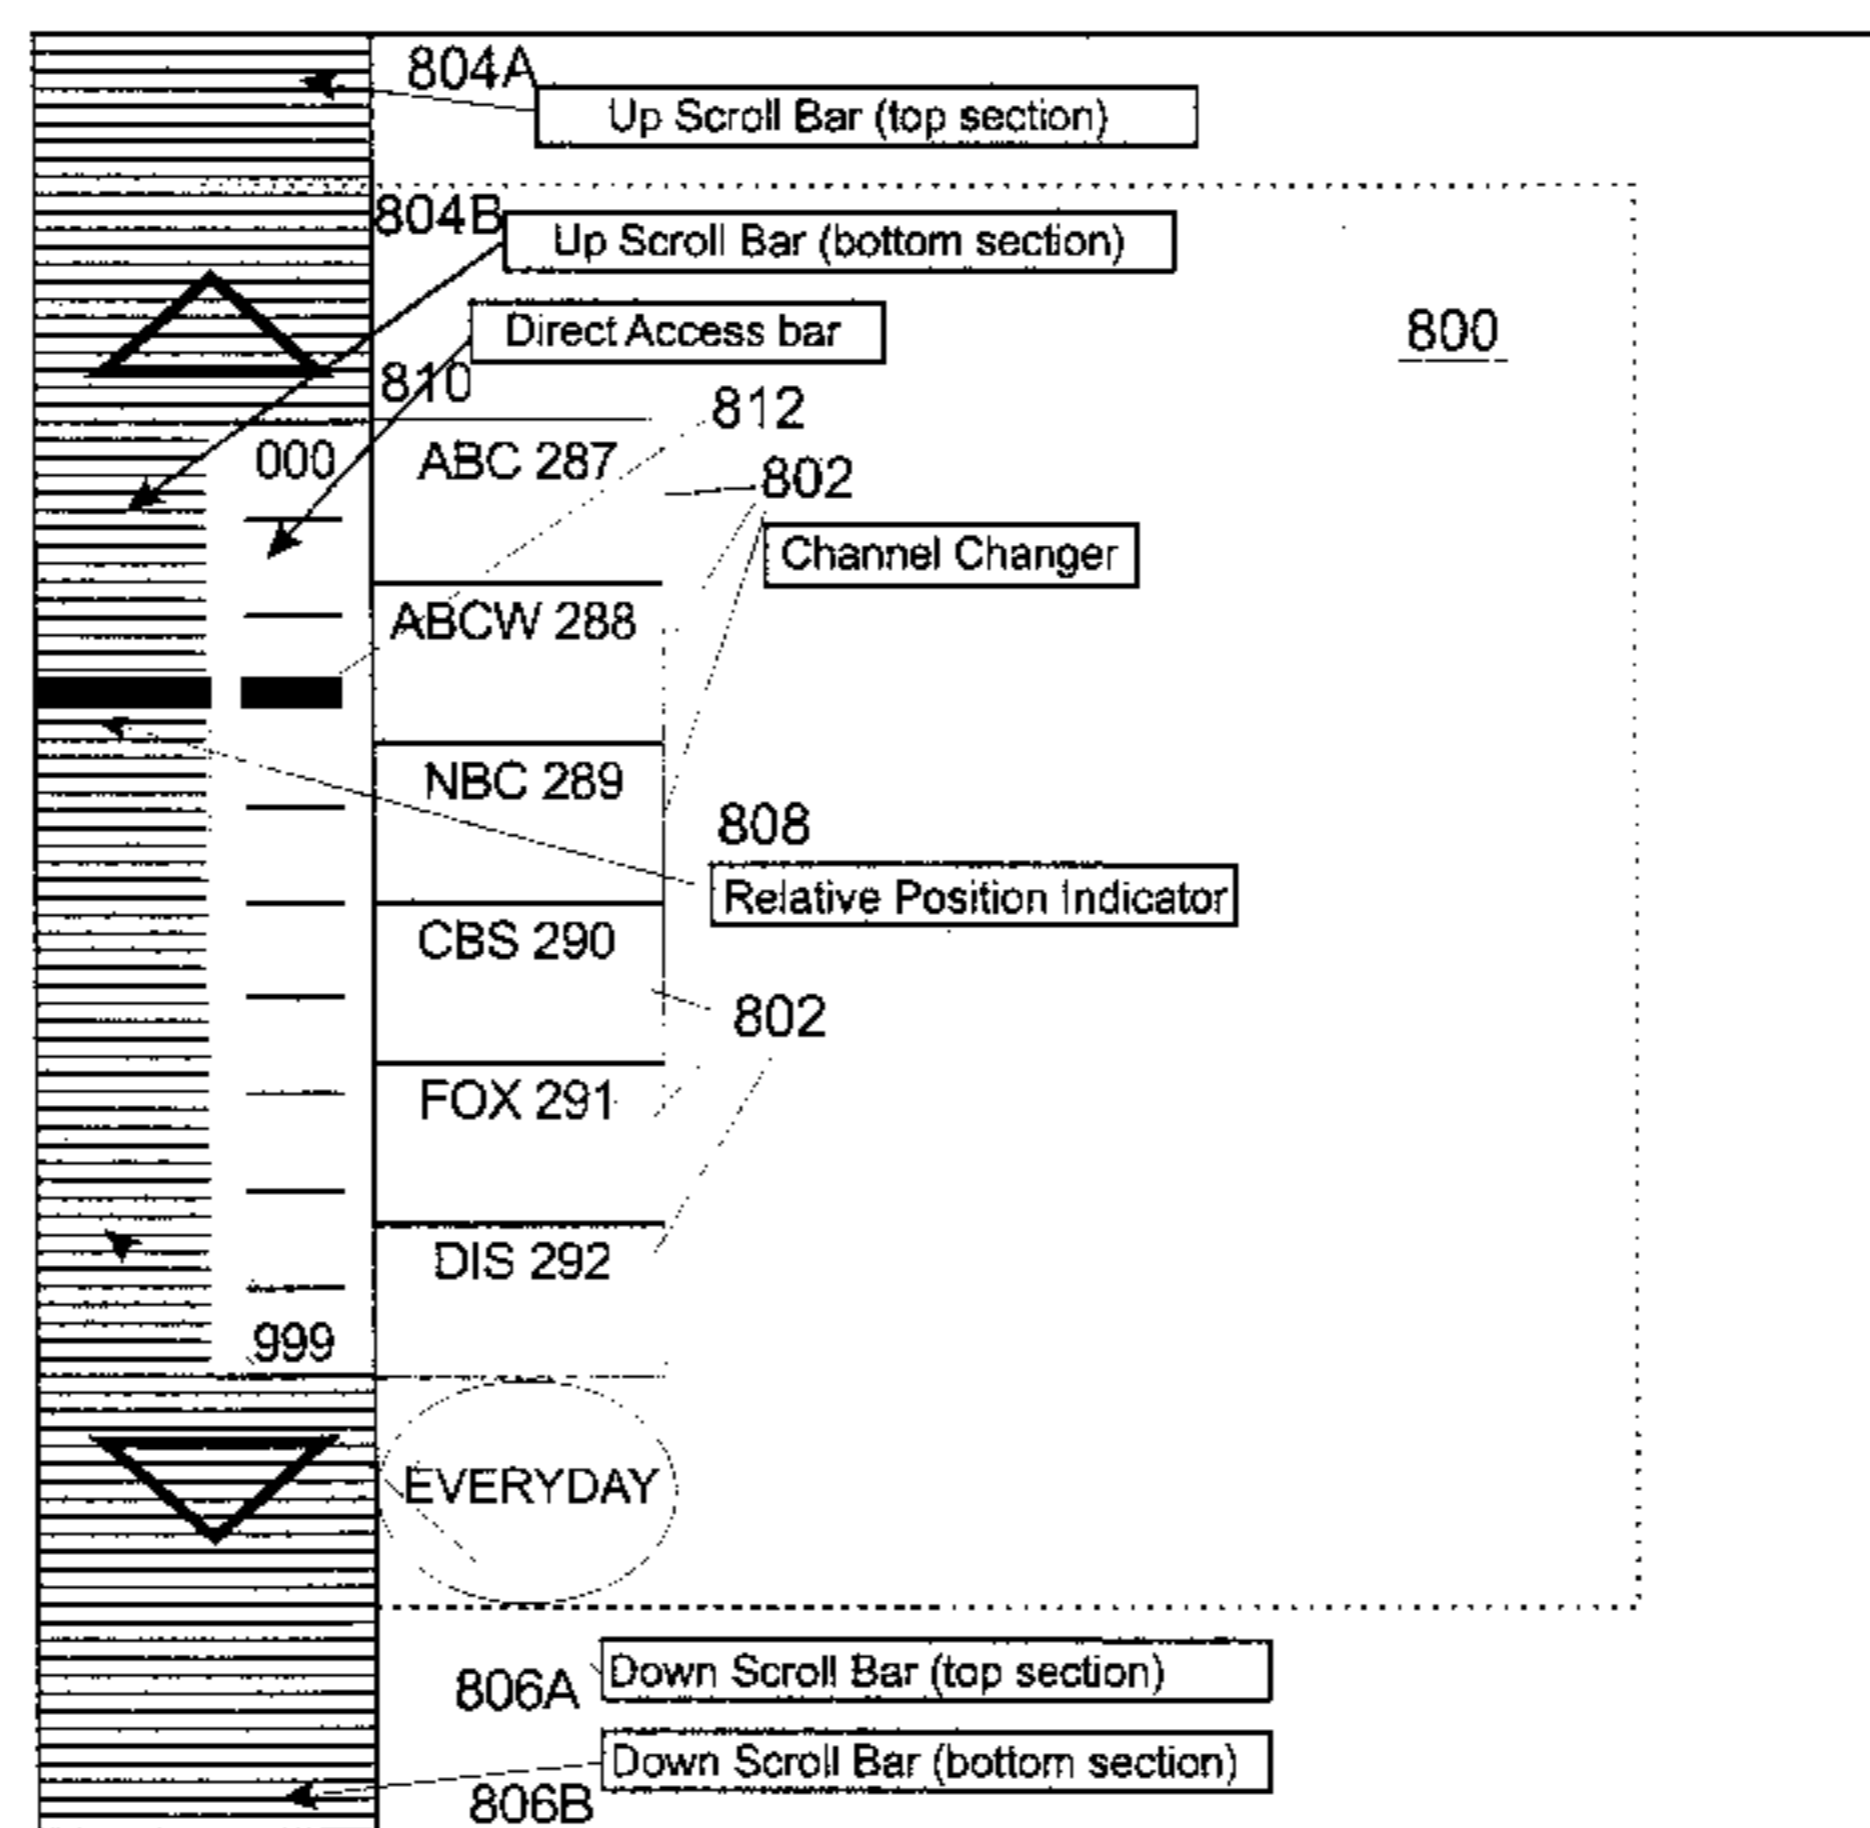 804A
Up Scroll Bar (top section)
804B
Up Scroll Bar (bottom section)
Direct Access bar
800
810
812
000
ABC 287
802
Channel Changer
ABCW 288
NBC 289
808
Relative Position Indicator
CBS 290
802
FOX 291
DIS 292
999
EVERYDAY
806A
Down Scroll Bar (top section)
Down Scroll Bar (bottom section)
806B